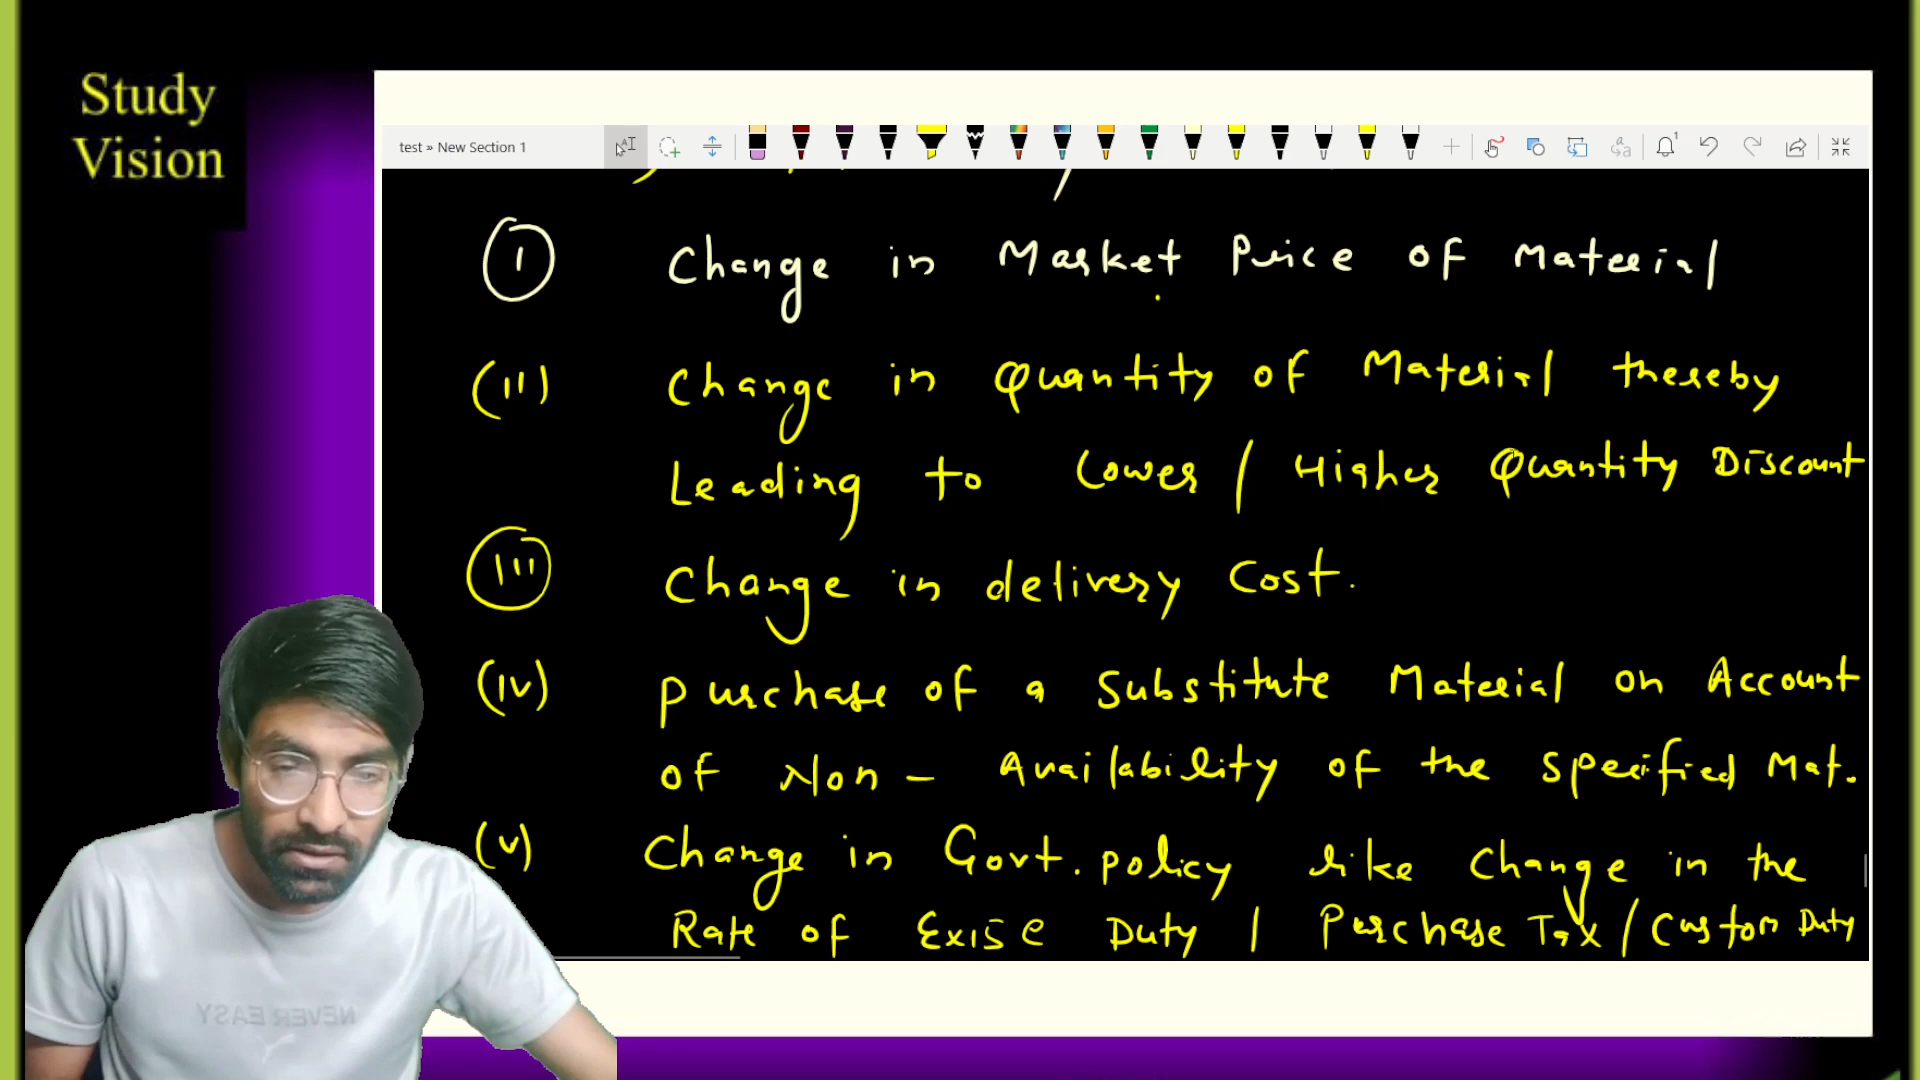 Study
Vision
test » New Section 1
1
(I) Change in Market Price of Material
(II) Change in Quantity of Material thereby
Leading to Lower / Higher Quantity Discount
(III) Change in delivery Cost.
(IV) Purchase of a Substitute Material on Account
of Non - Availability of the Specified Mat.
(V) Change in Govt. policy like Change in the
Rate of Exise Duty / Purchase Tax / Custom Duty
NEVER EASY